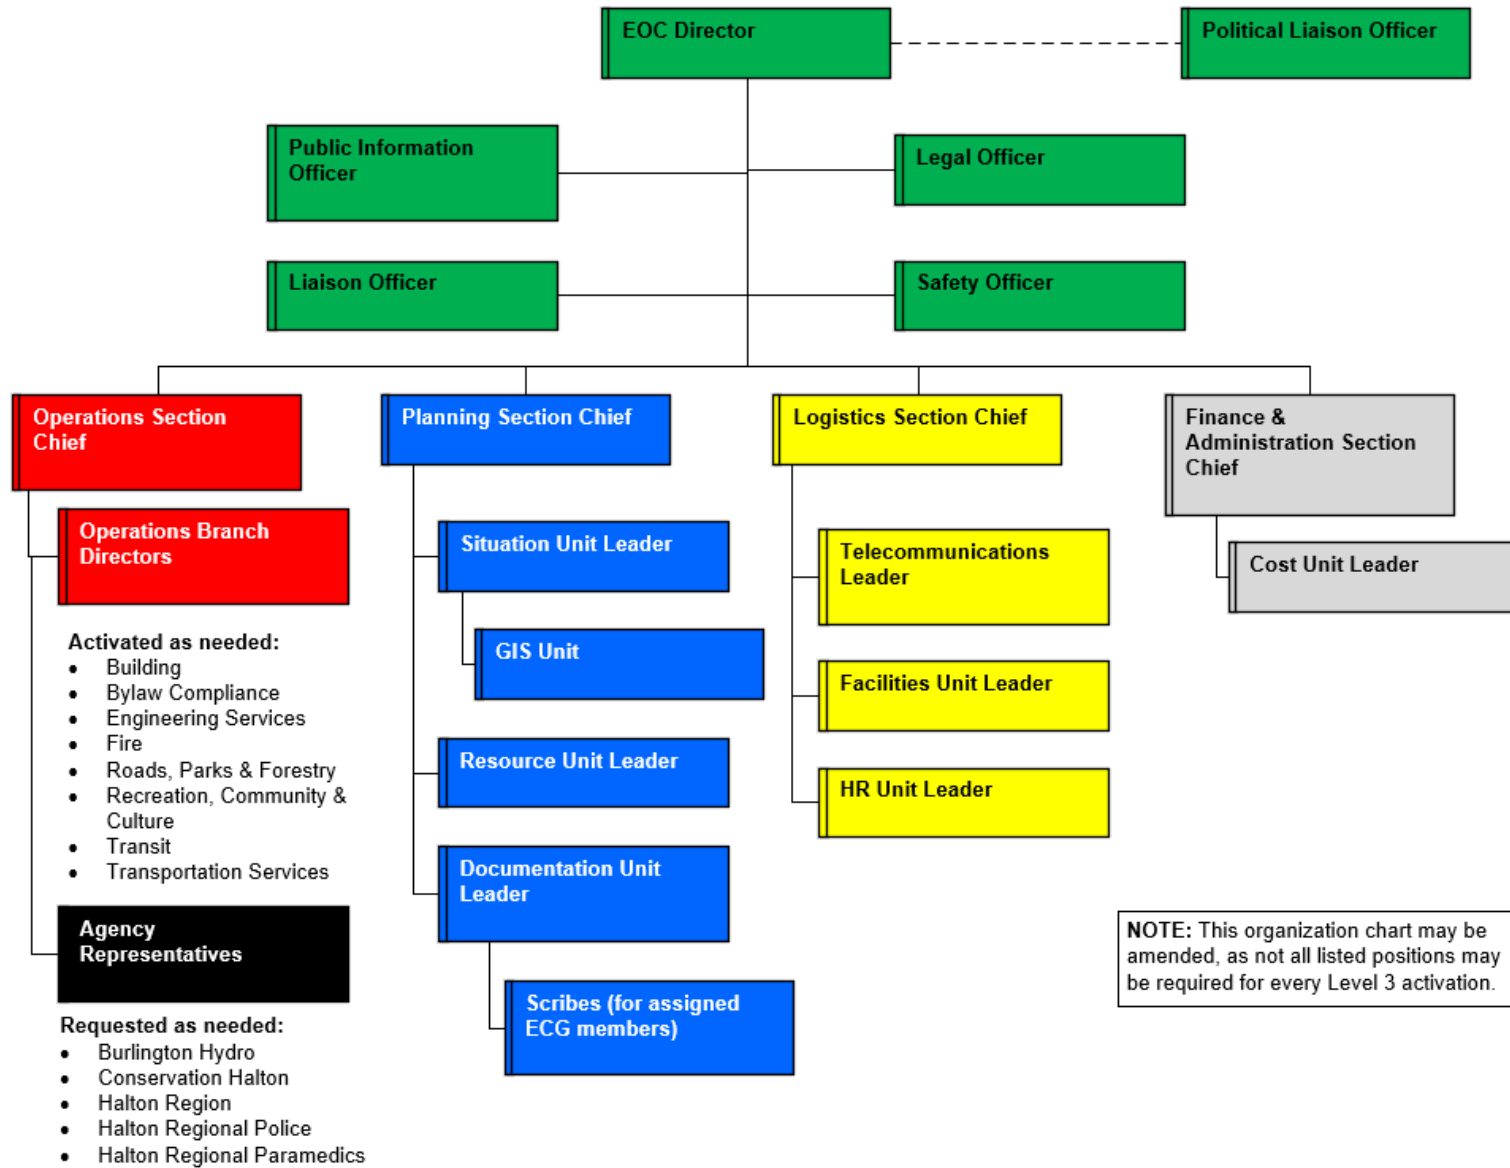 EOC Director
Political Liaison Officer
Public Information
Officer
Legal Officer
Liaison Officer
Safety Officer
Operations Section
Chief
Planning Section Chief
Logistics Section Chief
Finance &
Administration Section
Chief
Operations Branch
Directors
Situation Unit Leader
Telecommunications
Leader
Cost Unit Leader
GIS Unit
Activated as needed:
• Building
• Bylaw Compliance
• Engineering Services
• Fire
• Roads, Parks & Forestry
• Recreation, Community &
Culture
• Transit
• Transportation Services
Facilities Unit Leader
Resource Unit Leader
HR Unit Leader
Documentation Unit
Leader
Agency
Representatives
NOTE: This organization chart may be
amended, as not all listed positions may
be required for every Level 3 activation.
Scribes (for assigned
ECG members)
Requested as needed:
• Burlington Hydro
• Conservation Halton
• Halton Region
• Halton Regional Police
• Halton Regional Paramedics